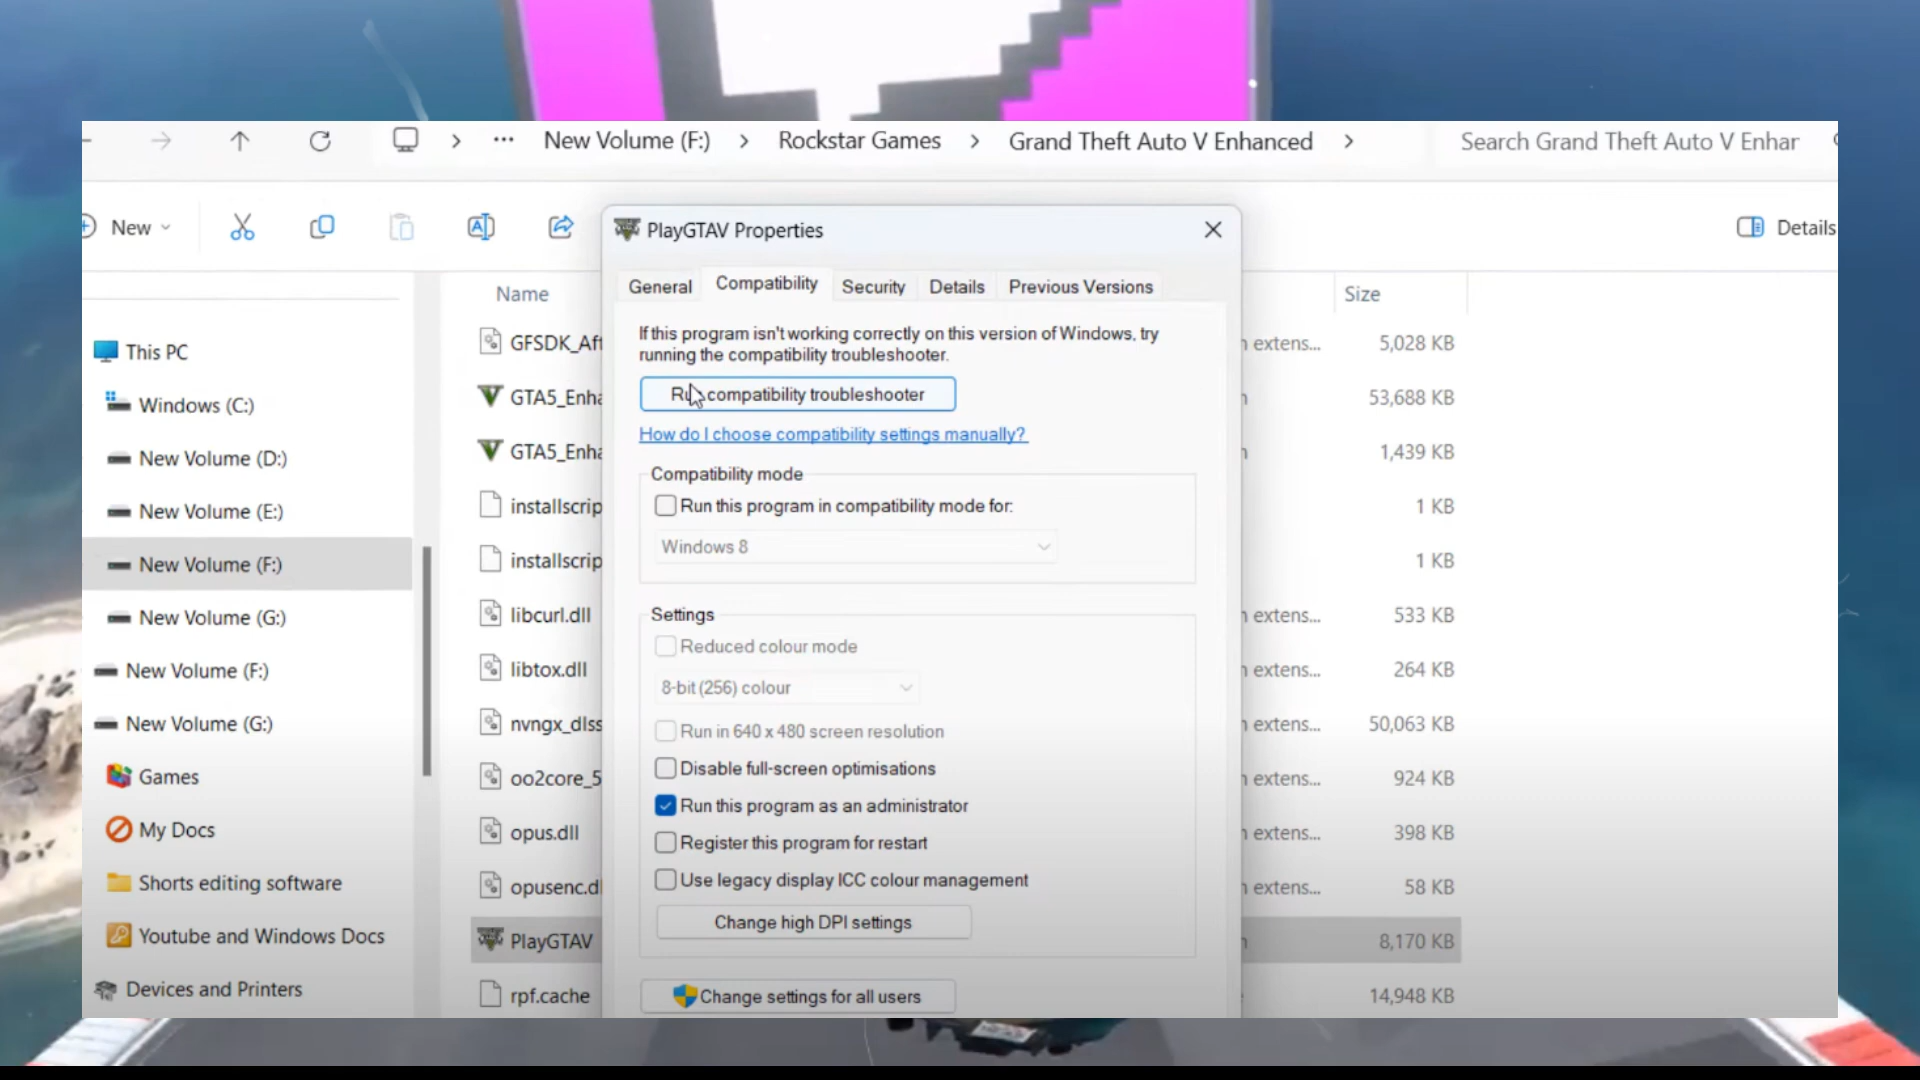 New Volume (F:) > Rockstar Games > Grand Theft Auto V Enhanced > Search Grand Theft Auto V Enhar
New
Details
PlayGTAV Properties
General Compatibility Security Details Previous Versions
If this program isn't working correctly on this version of Windows, try
running the compatibility troubleshooter.
Run compatibility troubleshooter
How do I choose compatibility settings manually?
Compatibility mode
Run this program in compatibility mode for:
Windows 8
Settings
Reduced colour mode
8-bit (256) colour
Run in 640 x 480 screen resolution
Disable full-screen optimisations
Run this program as an administrator
Register this program for restart
Use legacy display ICC colour management
Change high DPI settings
Change settings for all users
This PC
Windows (C:)
New Volume (D:)
New Volume (E:)
New Volume (F:)
New Volume (G:)
New Volume (F:)
New Volume (G:)
Games
My Docs
Shorts editing software
Youtube and Windows Docs
Devices and Printers
Name Size
GFSDK_Aft n extens... 5,028 KB
GTA5_Enha n 53,688 KB
GTA5_Enha n 1,439 KB
installscrip 1 KB
installscrip 1 KB
libcurl.dll n extens... 533 KB
libtox.dll n extens... 264 KB
nvngx_dlss n extens... 50,063 KB
oo2core_5 n extens... 924 KB
opus.dll n extens... 398 KB
opusenc.dl n extens... 58 KB
PlayGTAV n 8,170 KB
rpf.cache 14,948 KB